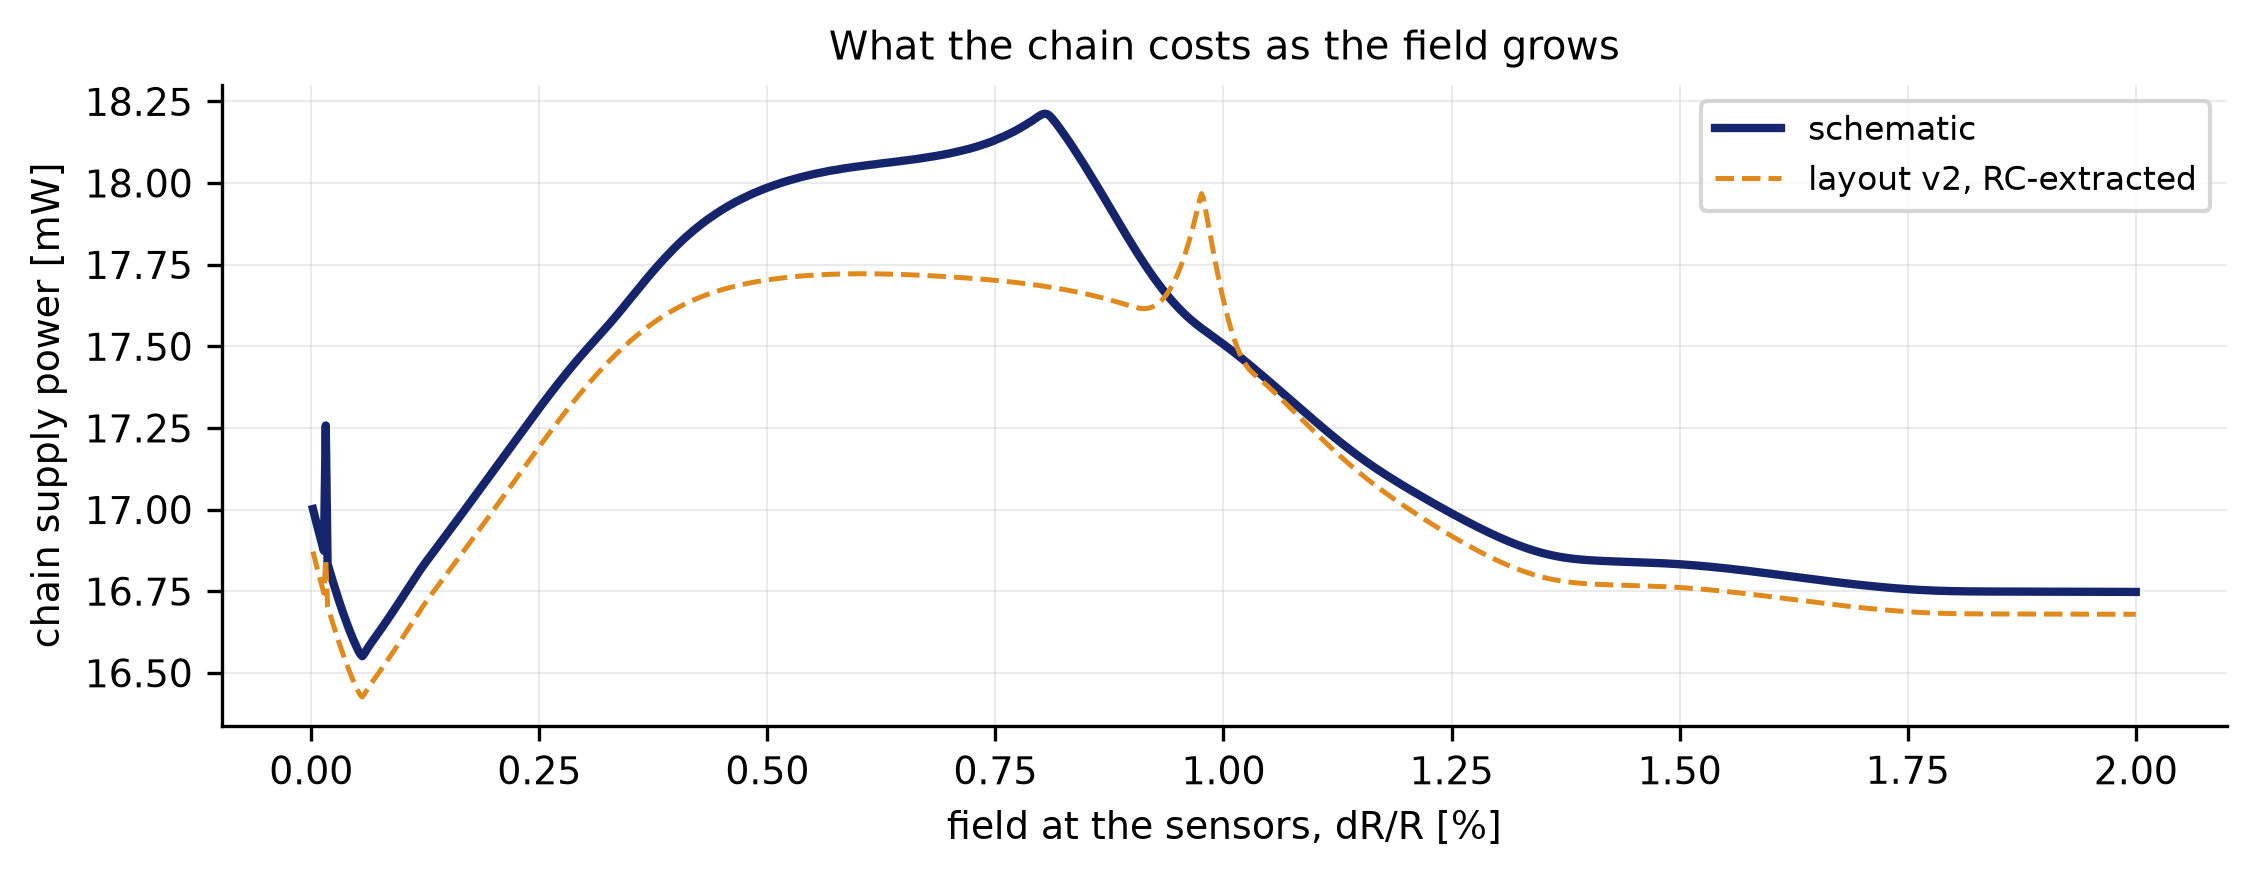 What the chain costs as the field grows
chain supply power [mW]
18.25
18.00
17.75
17.50
17.25
17.00
16.75
16.50
schematic
layout v2, RC-extracted
0.00 0.25 0.50 0.75 1.00 1.25 1.50 1.75 2.00
field at the sensors, dR/R [%]